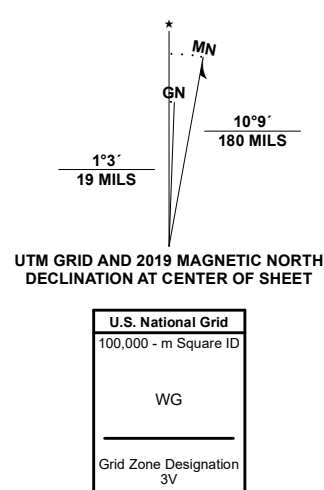 ★
MN
GN
10°9´
180 MILS
1°3´
19 MILS
UTM GRID AND 2019 MAGNETIC NORTH
DECLINATION AT CENTER OF SHEET
U.S. National Grid
100,000 - m Square ID
WG
Grid Zone Designation
3V